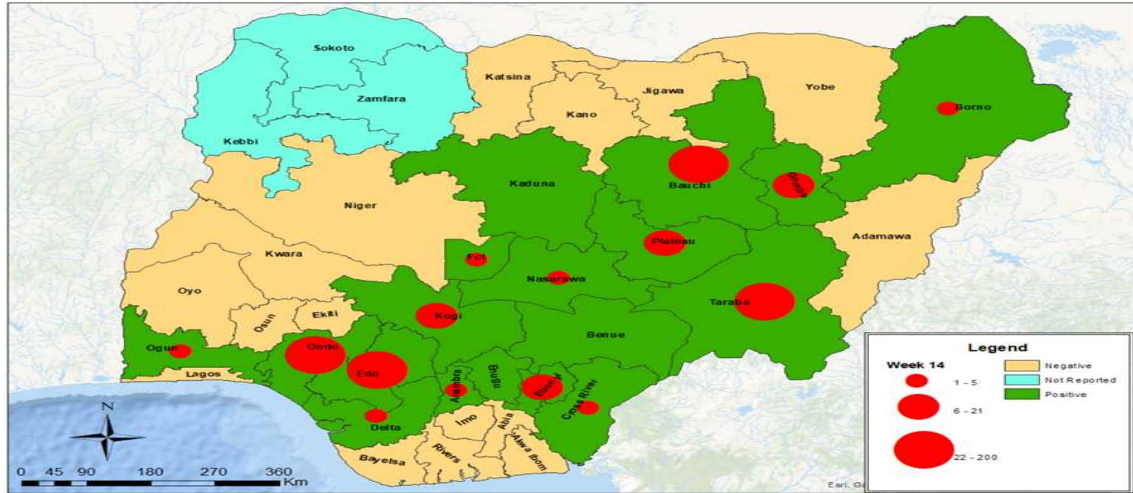 Sokoto
Katsina
Jigawa
Yobe
Zamfara
Kano
Borno
Kebbi
Kaduna
Bauchi
Gombe
Niger
Adamawa
Plateau
Kwara
Fct
Nasarawa
Oyo
Taraba
Kogi
Osun
Ekiti
Benue
Ogun
Ondo
Edo
Lagos
Anambra
Enugu
Ebonyi
Cross River
Delta
Imo
Abia
Bayelsa
Rivers
Akwa Ibom
N
0 45 90 180 270 360
Km
Esri, Ga
Legend
Week 14
1 - 5
6 - 21
22 - 200
Negative
Not Reported
Positive